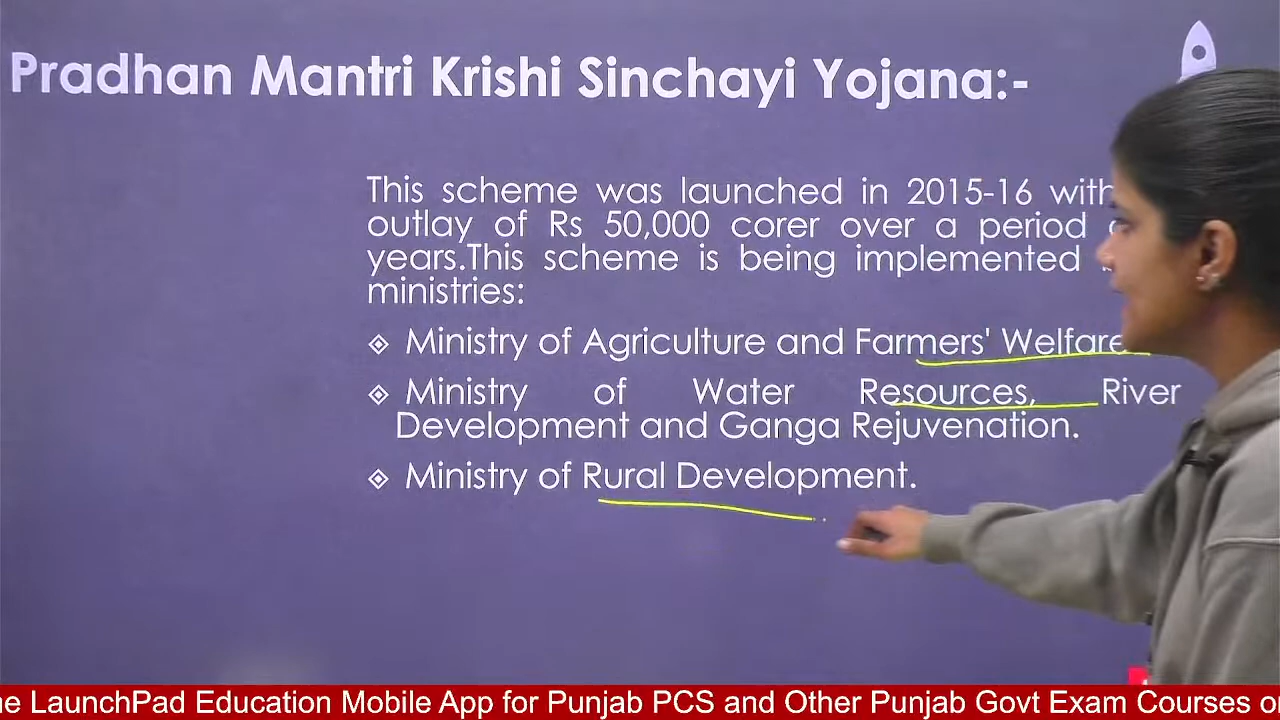 Pradhan Mantri Krishi Sinchayi Yojana:-
This scheme was launched in 2015-16 with
outlay of Rs 50,000 corer over a period
years.This scheme is being implemented
ministries:
Ministry of Agriculture and Farmers' Welfare
Ministry of Water Resources, River
Development and Ganga Rejuvenation.
Ministry of Rural Development.
LaunchPad Education Mobile App for Punjab PCS and Other Punjab Govt Exam Courses